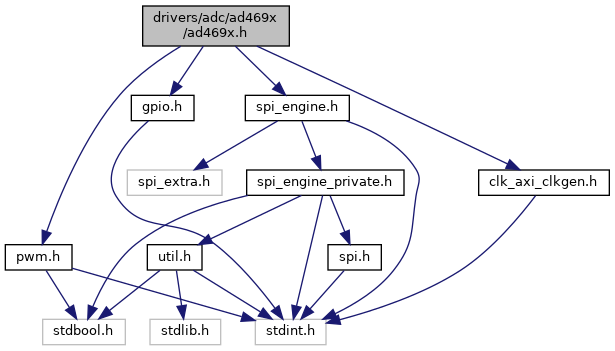 drivers/adc/ad469x
/ad469x.h
gpio.h
spi_engine.h
spi_extra.h
spi_engine_private.h
clk_axi_clkgen.h
pwm.h
util.h
spi.h
stdbool.h
stdlib.h
stdint.h